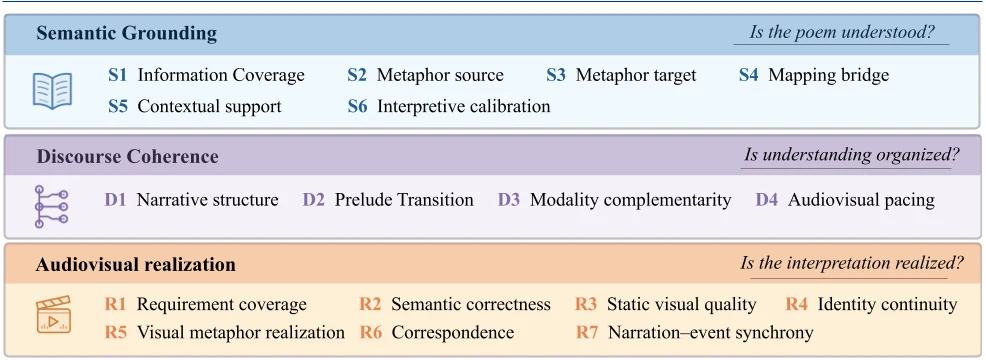 Semantic Grounding Is the poem understood?
S1 Information Coverage S2 Metaphor source S3 Metaphor target S4 Mapping bridge
S5 Contextual support S6 Interpretive calibration
Discourse Coherence Is understanding organized?
D1 Narrative structure D2 Prelude Transition D3 Modality complementarity D4 Audiovisual pacing
Audiovisual realization Is the interpretation realized?
R1 Requirement coverage R2 Semantic correctness R3 Static visual quality R4 Identity continuity
R5 Visual metaphor realization R6 Correspondence R7 Narration–event synchrony